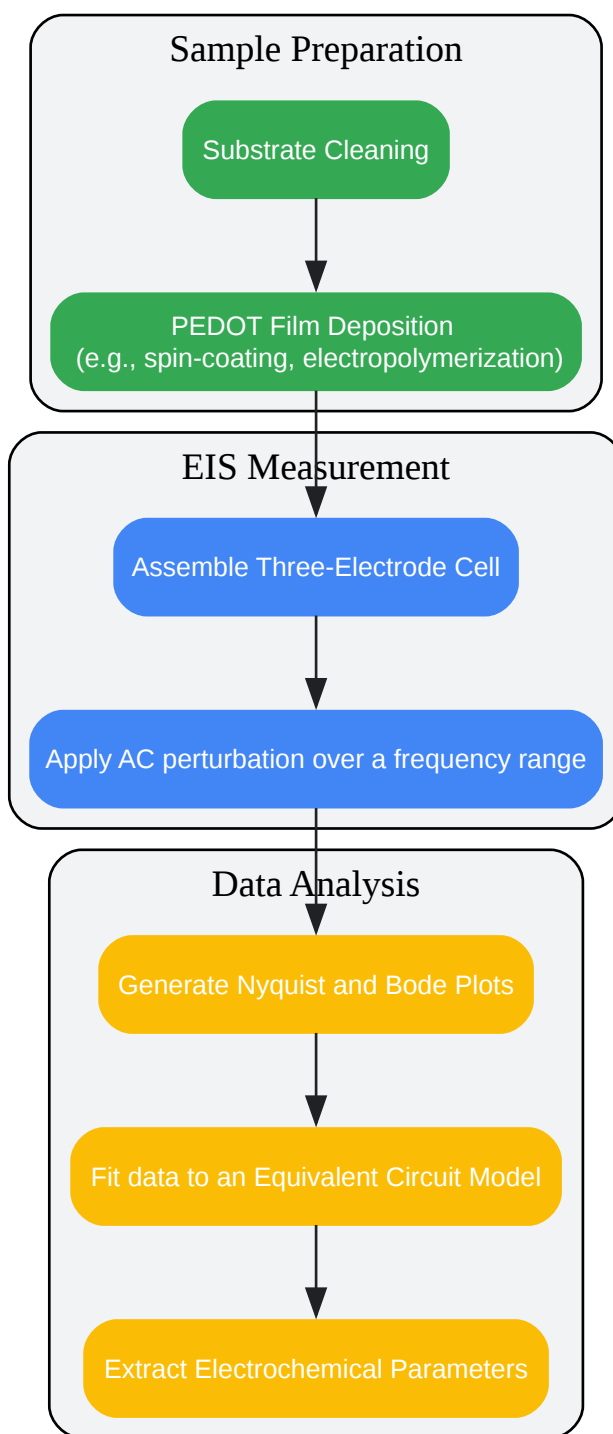 Sample Preparation
Substrate Cleaning
PEDOT Film Deposition
(e.g., spin-coating, electropolymerization)
EIS Measurement
Assemble Three-Electrode Cell
Apply AC perturbation over a frequency range
Data Analysis
Generate Nyquist and Bode Plots
Fit data to an Equivalent Circuit Model
Extract Electrochemical Parameters